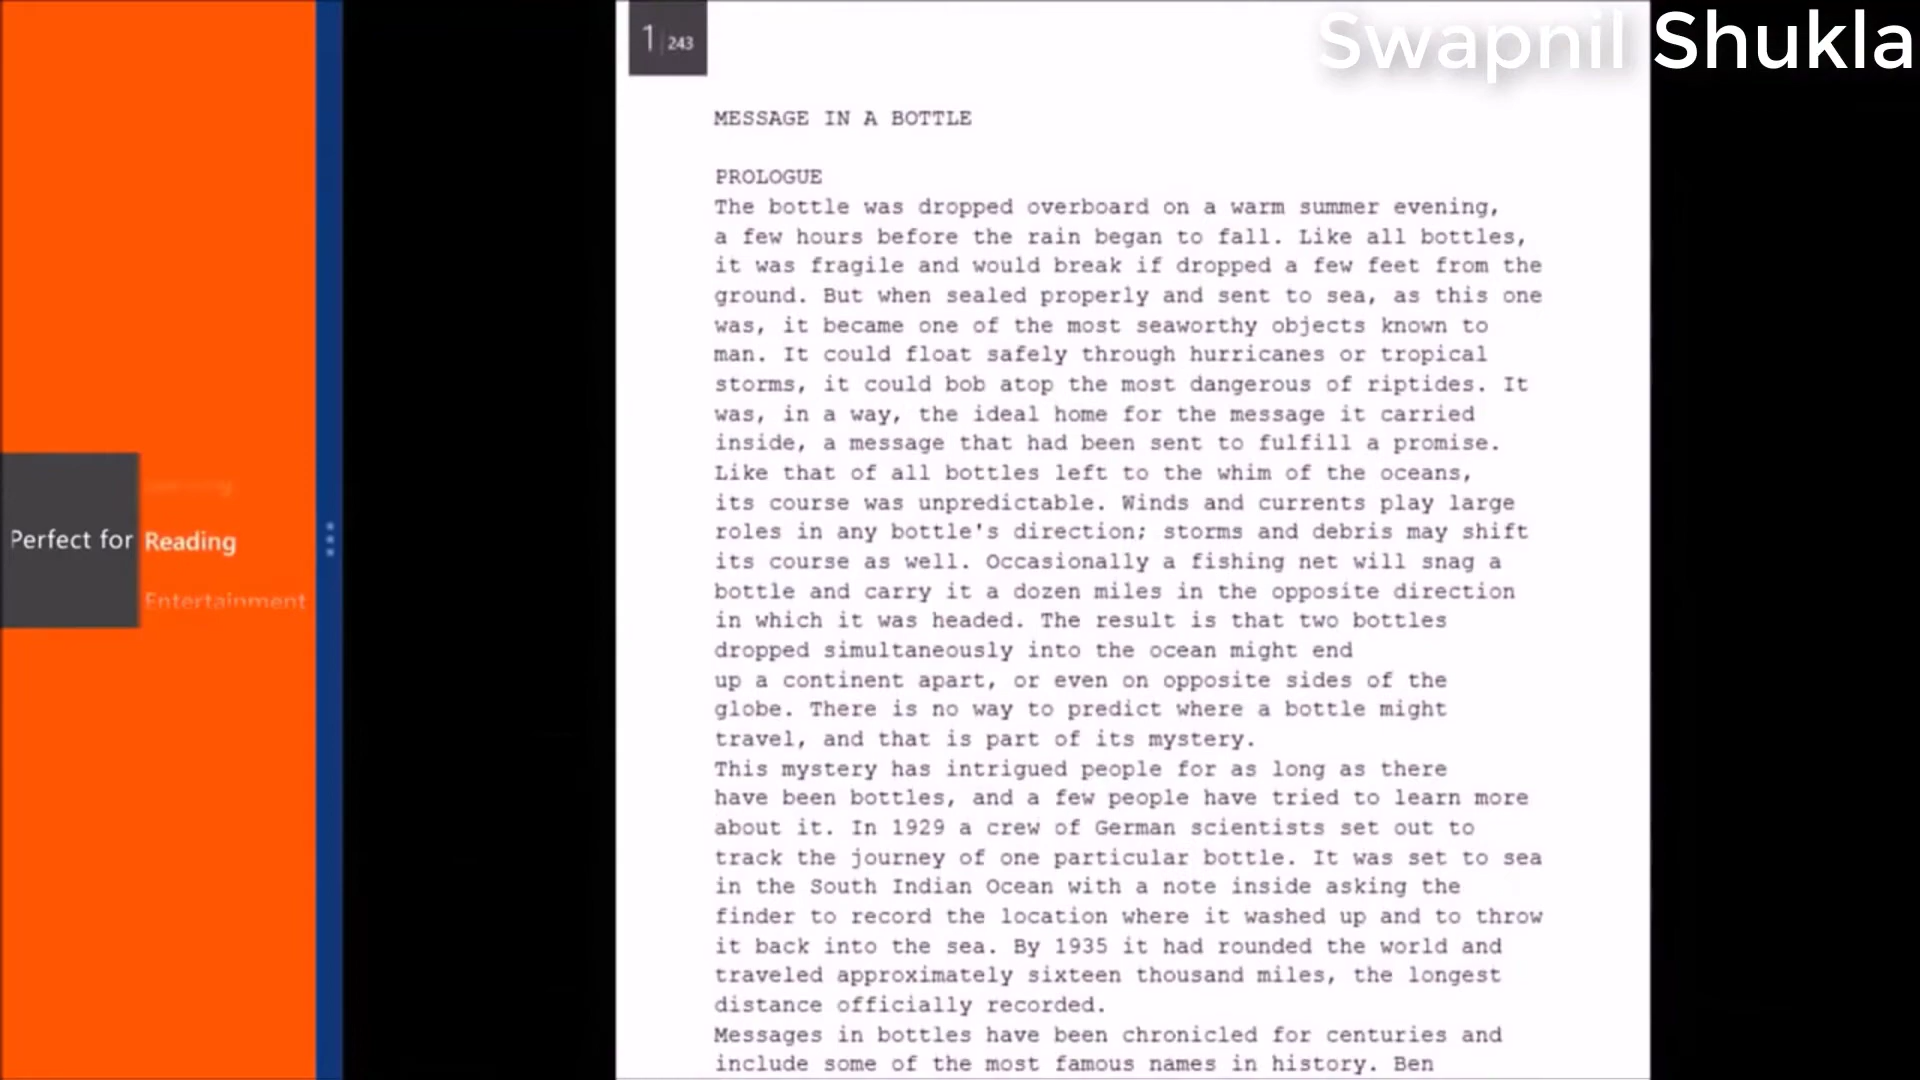 Swapnil Shukla
1 243
MESSAGE IN A BOTTLE
PROLOGUE
The bottle was dropped overboard on a warm summer evening,
a few hours before the rain began to fall. Like all bottles,
it was fragile and would break if dropped a few feet from the
ground. But when sealed properly and sent to sea, as this one
was, it became one of the most seaworthy objects known to
man. It could float safely through hurricanes or tropical
storms, it could bob atop the most dangerous of riptides. It
was, in a way, the ideal home for the message it carried
inside, a message that had been sent to fulfill a promise.
Like that of all bottles left to the whim of the oceans,
its course was unpredictable. Winds and currents play large
roles in any bottle's direction; storms and debris may shift
its course as well. Occasionally a fishing net will snag a
bottle and carry it a dozen miles in the opposite direction
in which it was headed. The result is that two bottles
dropped simultaneously into the ocean might end
up a continent apart, or even on opposite sides of the
globe. There is no way to predict where a bottle might
travel, and that is part of its mystery.
This mystery has intrigued people for as long as there
have been bottles, and a few people have tried to learn more
about it. In 1929 a crew of German scientists set out to
track the journey of one particular bottle. It was set to sea
in the South Indian Ocean with a note inside asking the
finder to record the location where it washed up and to throw
it back into the sea. By 1935 it had rounded the world and
traveled approximately sixteen thousand miles, the longest
distance officially recorded.
Messages in bottles have been chronicled for centuries and
include some of the most famous names in history. Ben
Perfect for Reading
Entertainment